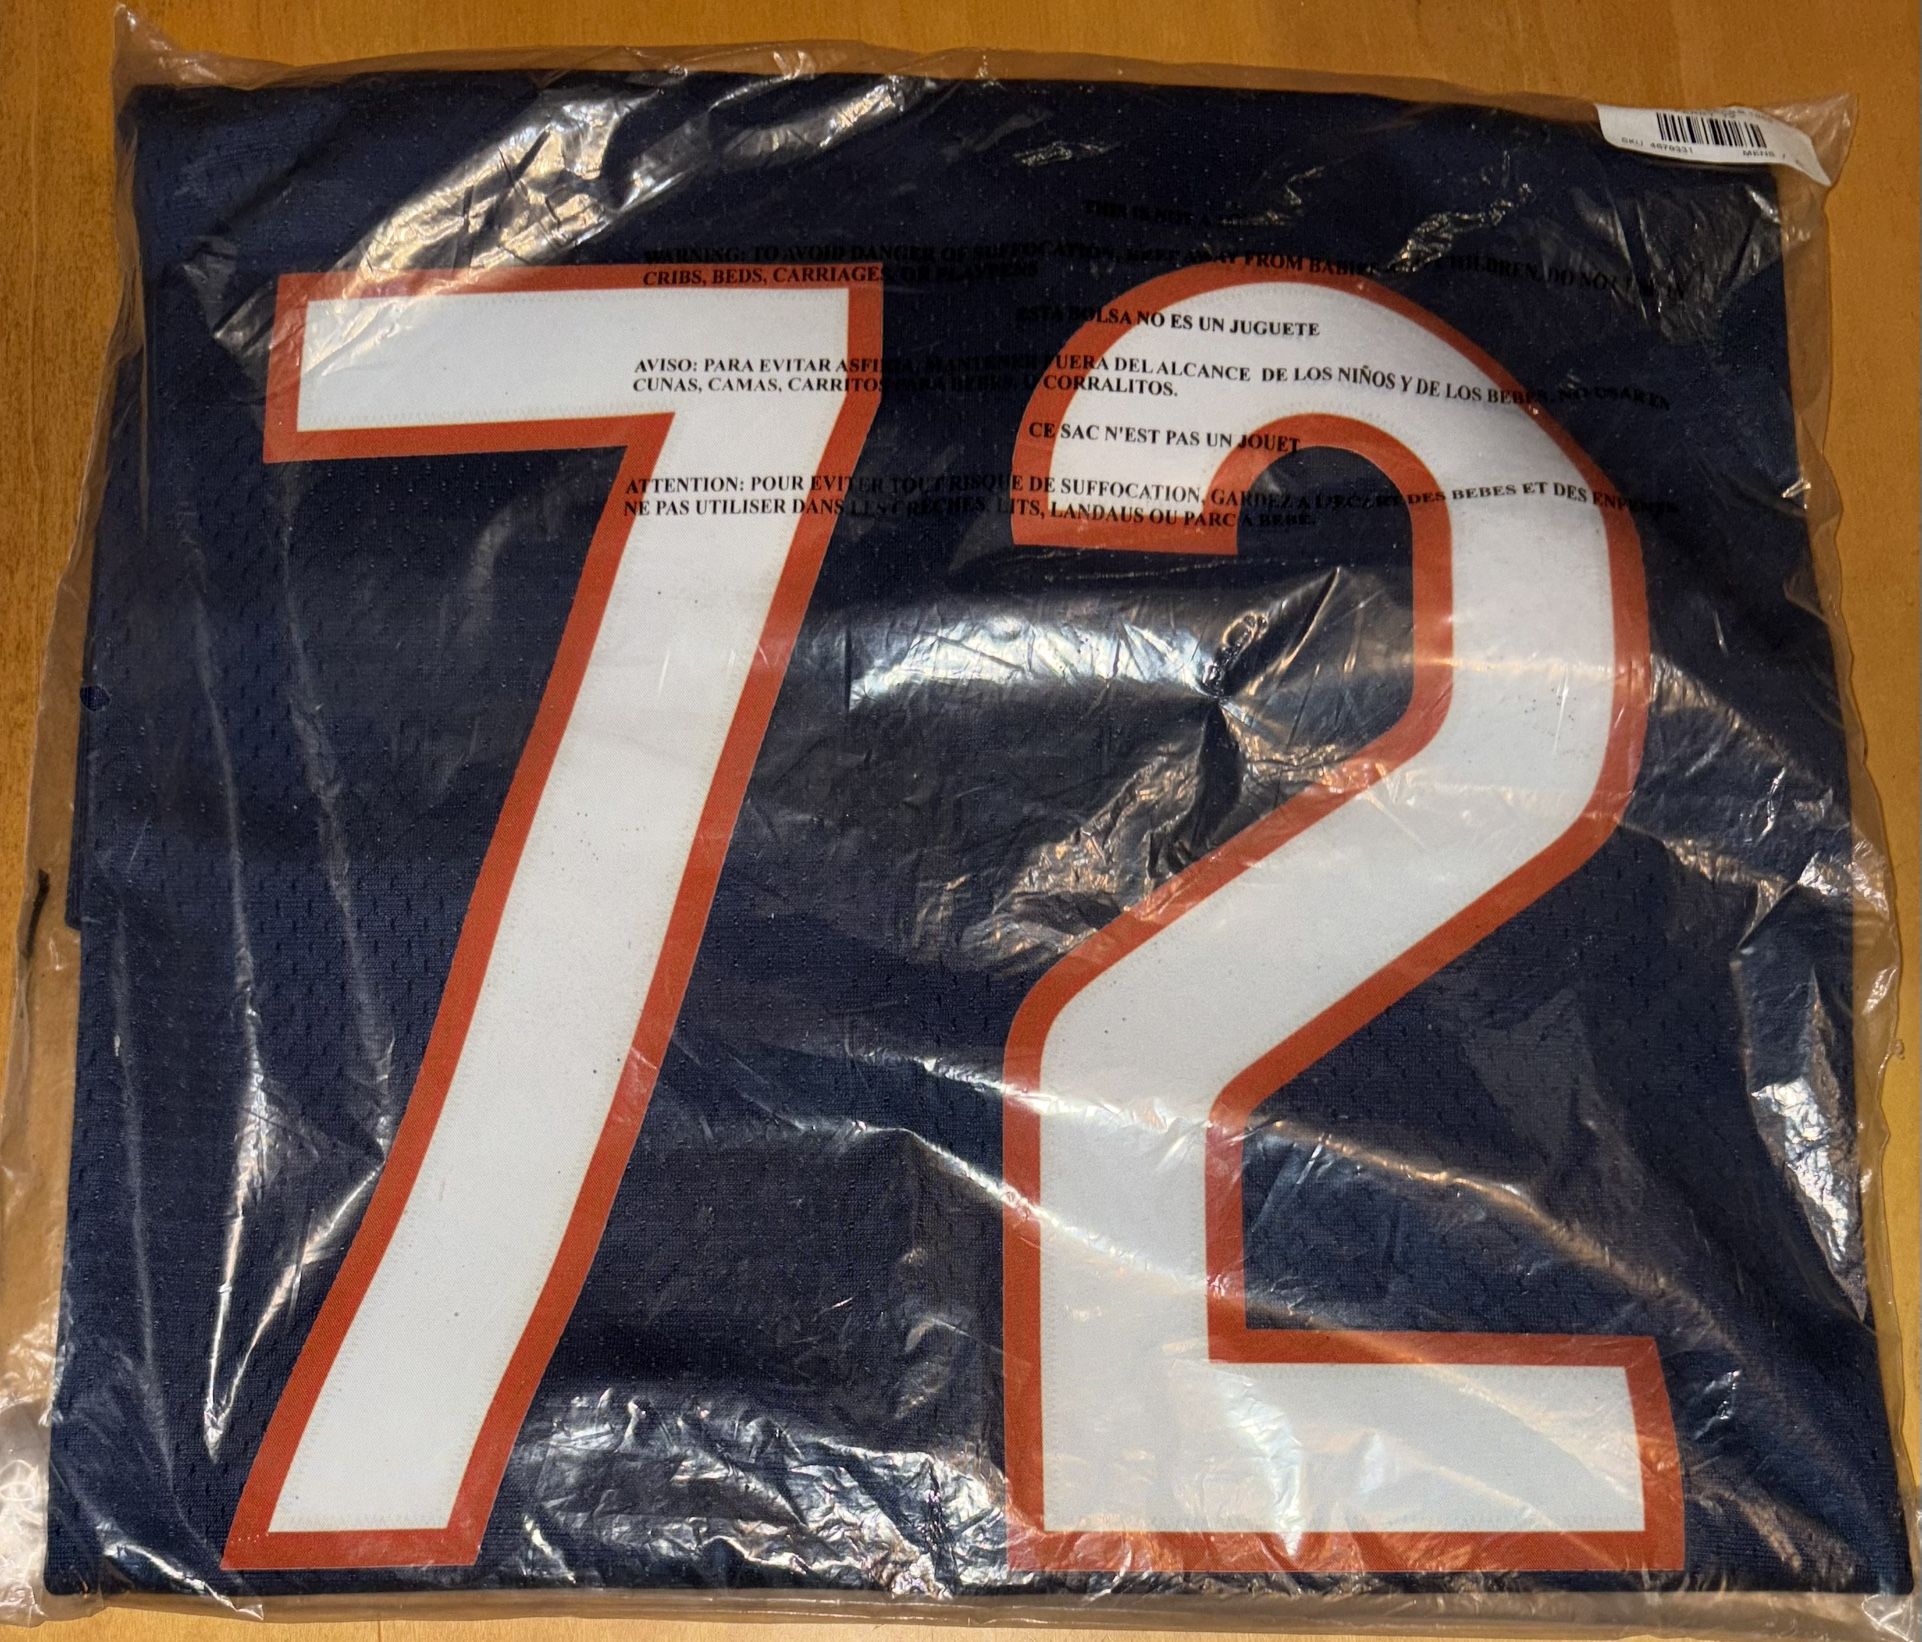 SKU 4679331 MENS /
THIS IS NOT A
WARNING: TO AVOID DANGER OF SUFFOCATION, KEEP AWAY FROM BABIES AND CHILDREN. DO NOT USE IN
CRIBS, BEDS, CARRIAGES, OR PLAYPENS
ESTA BOLSA NO ES UN JUGUETE
AVISO: PARA EVITAR ASFIXIA, MANTENER FUERA DEL ALCANCE DE LOS NIÑOS Y DE LOS BEBES. NO USAR EN
CUNAS, CAMAS, CARRITOS PARA BEBES, O CORRALITOS.
CE SAC N'EST PAS UN JOUET
ATTENTION: POUR EVITER TOUT RISQUE DE SUFFOCATION, GARDEZ A L'ECART DES BEBES ET DES ENFANTS
NE PAS UTILISER DANS LES CRECHES, LITS, LANDAUS OU PARC A BEBE.
72